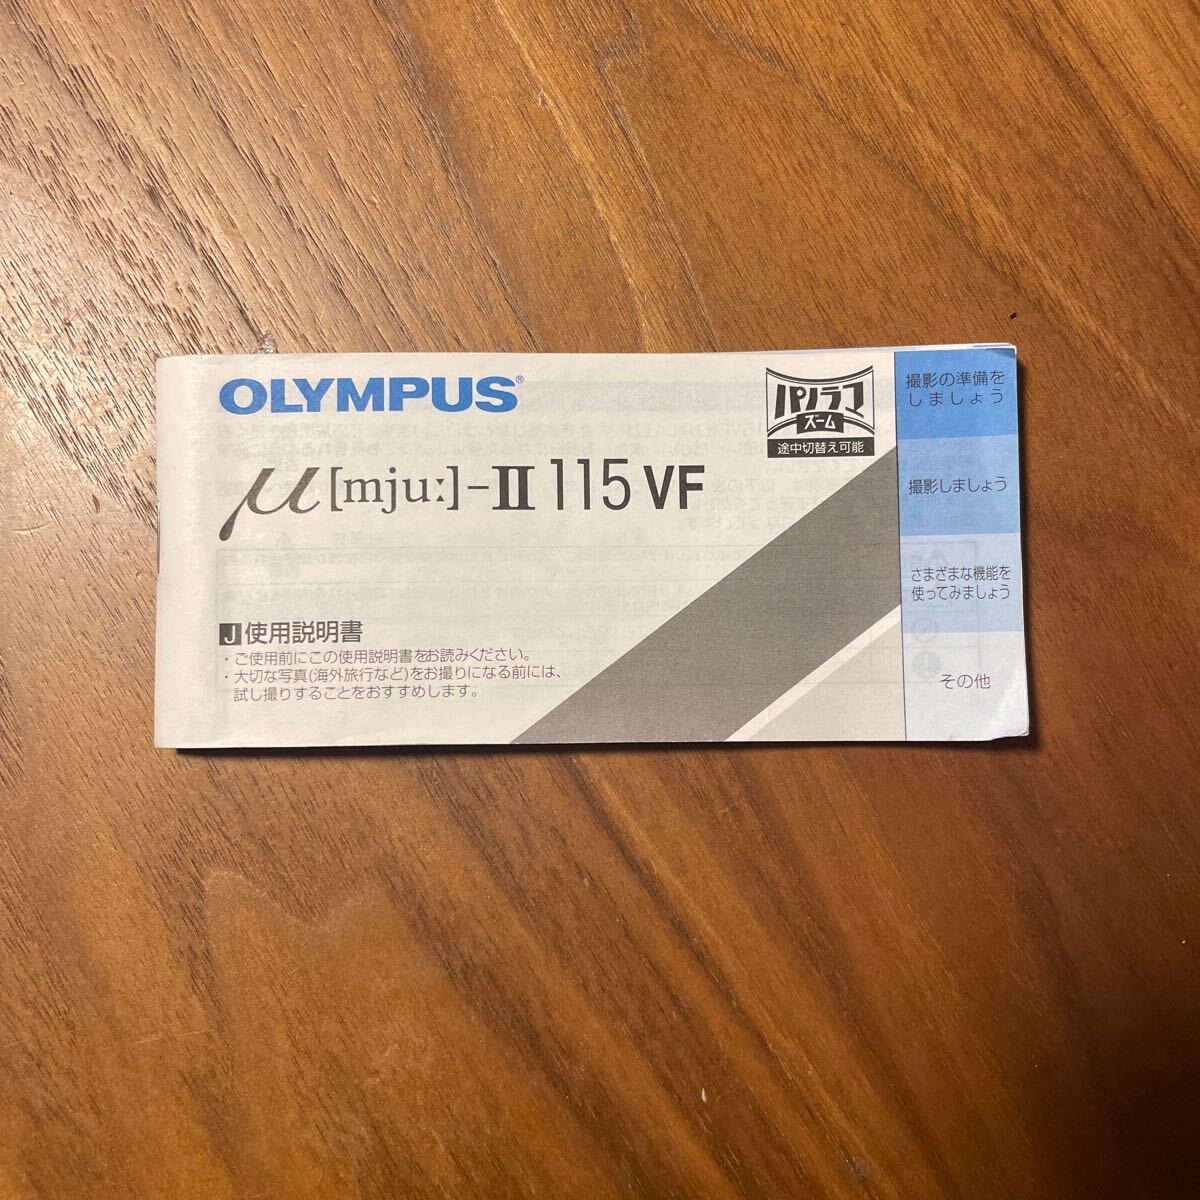 OLYMPUS®
μ[mju:]-II 115 VF
パノラマ
ズーム
途中切替え可能
J 使用説明書
・ご使用前にこの使用説明書をお読みください。
・大切な写真(海外旅行など)をお撮りになる前には、
試し撮りすることをおすすめします。
撮影の準備を
しましょう
撮影しましょう
さまざまな機能を
使ってみましょう
その他